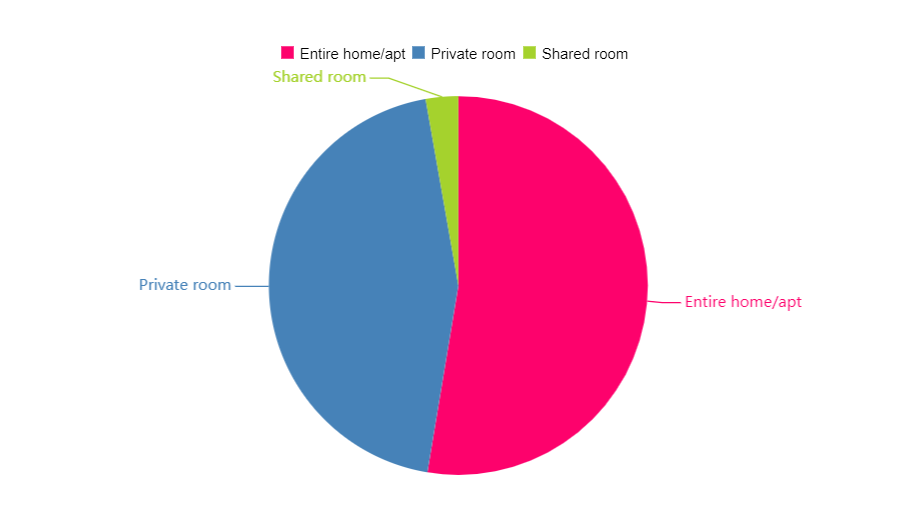 Entire home/apt Private room Shared room
Shared room
Private room
Entire home/apt